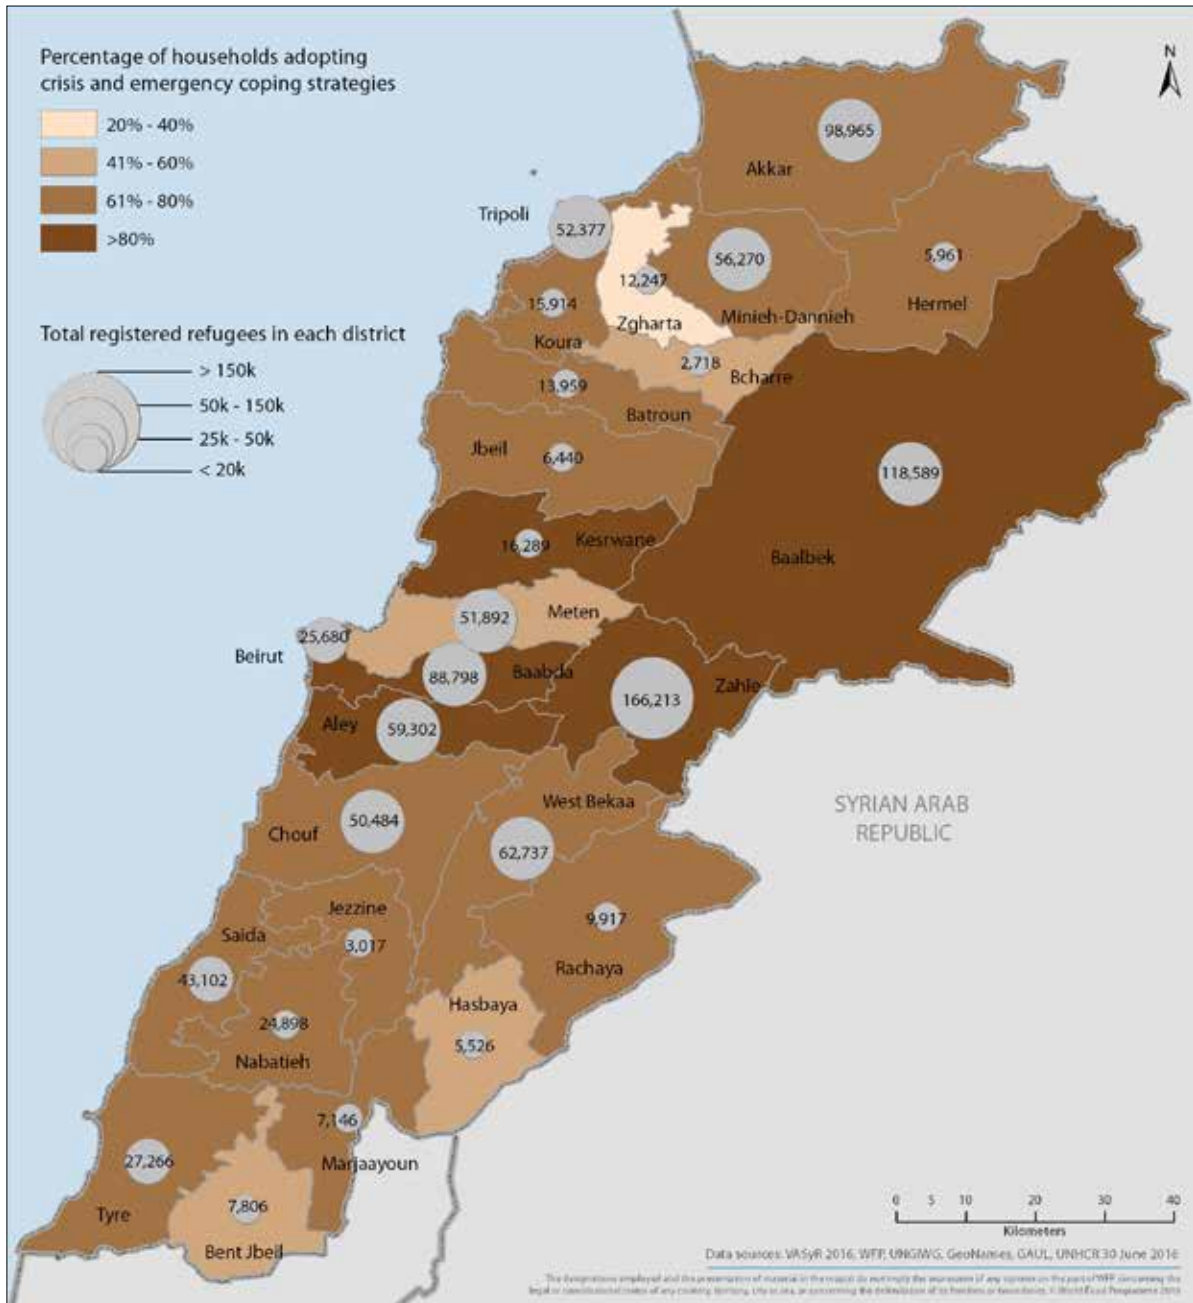 Percentage of households adopting
crisis and emergency coping strategies
20% - 40%
41% - 60%
61% - 80%
>80%
Total registered refugees in each district
> 150k
50k - 150k
25k - 50k
< 20k
N
98,965
Akkar
Tripoli
52,377
56,270
5,961
12,247
15,914
Hermel
Minieh-Dannieh
Zgharta
Koura
2,718
Bcharre
13,959
Batroun
Jbeil
6,440
118,589
Kesrwane
16,289
Baalbek
Meten
51,892
25,680
Beirut
88,798
Baabda
Zahle
166,213
Aley
59,302
West Bekaa
SYRIAN ARAB
REPUBLIC
Chouf
50,484
62,737
Jezzine
9,917
Saida
3,017
Rachaya
43,102
Hasbaya
24,898
5,526
Nabatieh
7,146
27,266
Marjaayoun
7,806
Tyre
Bent Jbeil
0 5 10 20 30 40
Kilometers
Data sources: VASyR 2016, WFP, UNGIWG, GeoNames, GAUL, UNHCR 30 June 2016